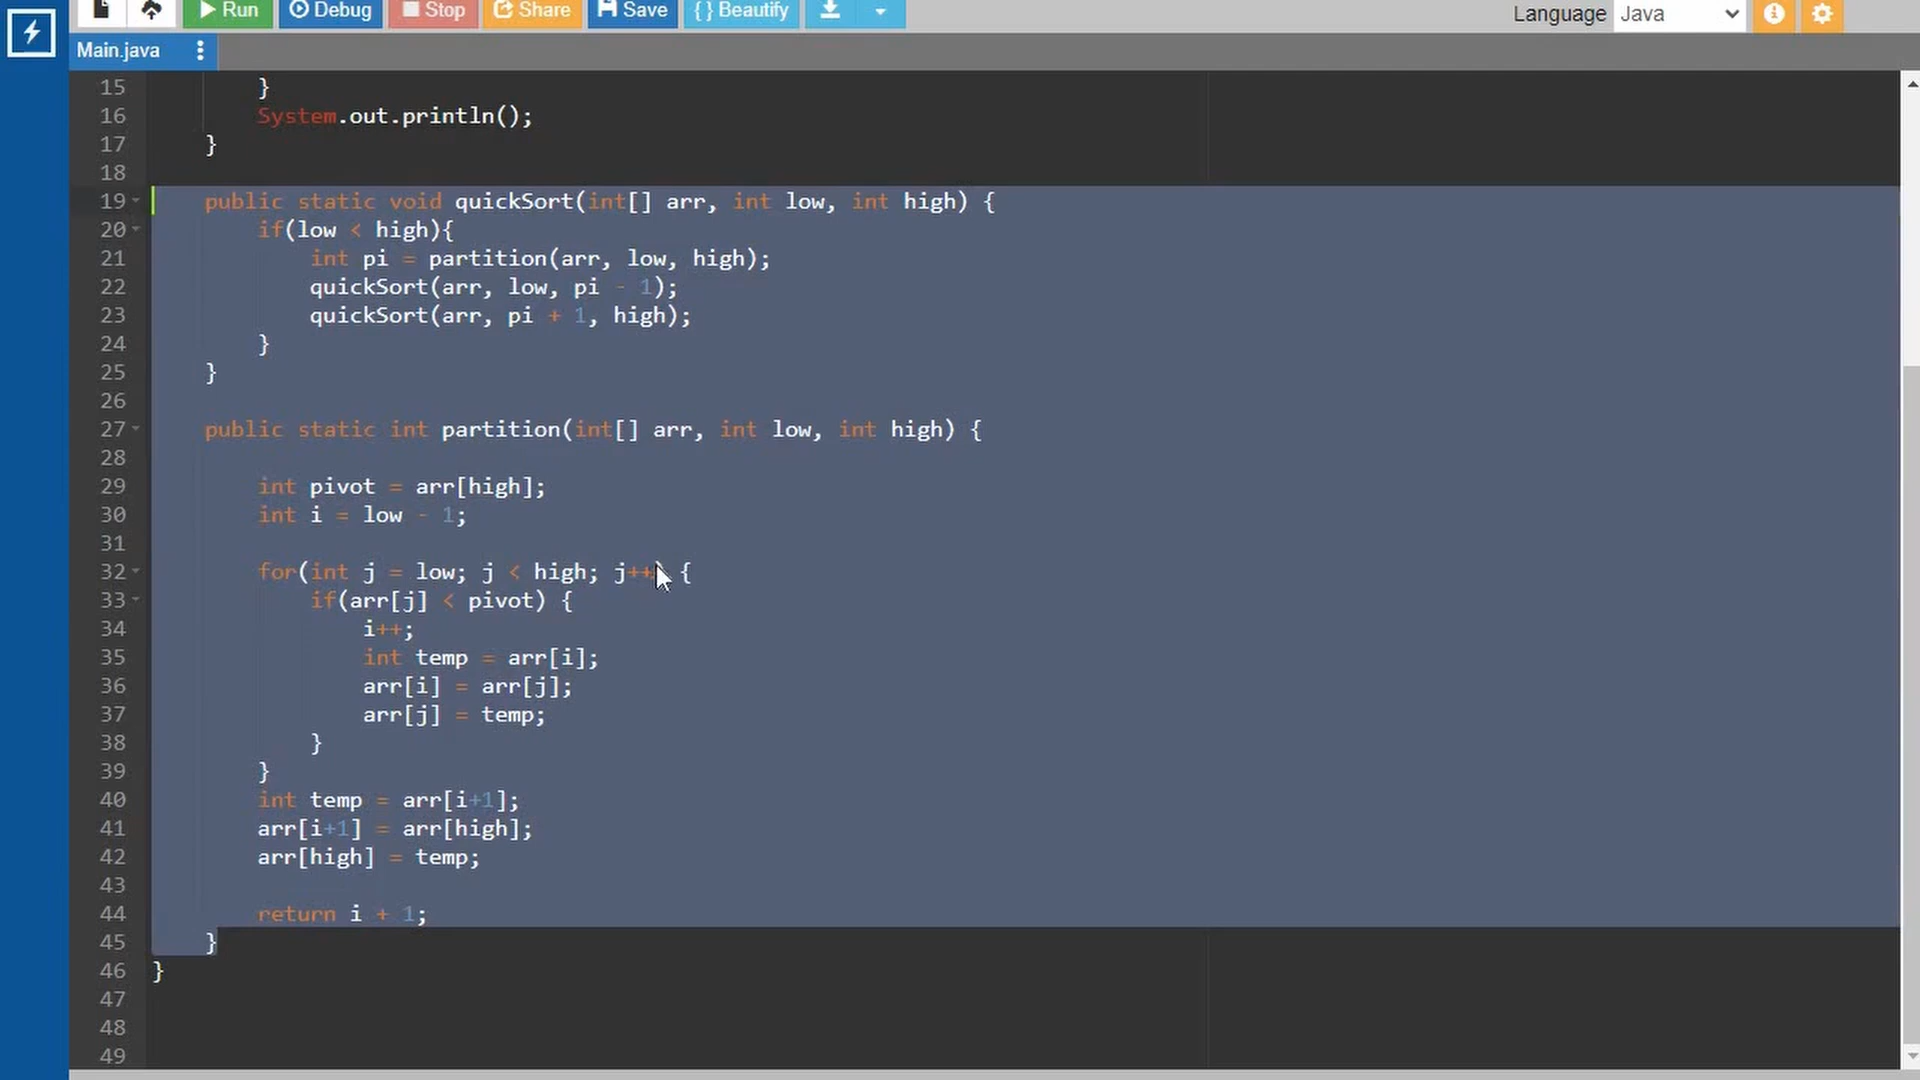 Run Debug Stop Share Save { } Beautify Language Java
Main.java
15 }
16 System.out.println();
17 }
18
19 public static void quickSort(int[] arr, int low, int high) {
20 if(low < high){
21 int pi = partition(arr, low, high);
22 quickSort(arr, low, pi - 1);
23 quickSort(arr, pi + 1, high);
24 }
25 }
26
27 public static int partition(int[] arr, int low, int high) {
28
29 int pivot = arr[high];
30 int i = low - 1;
31
32 for(int j = low; j < high; j++) {
33 if(arr[j] < pivot) {
34 i++;
35 int temp = arr[i];
36 arr[i] = arr[j];
37 arr[j] = temp;
38 }
39 }
40 int temp = arr[i+1];
41 arr[i+1] = arr[high];
42 arr[high] = temp;
43
44 return i + 1;
45 }
46 }
47
48
49